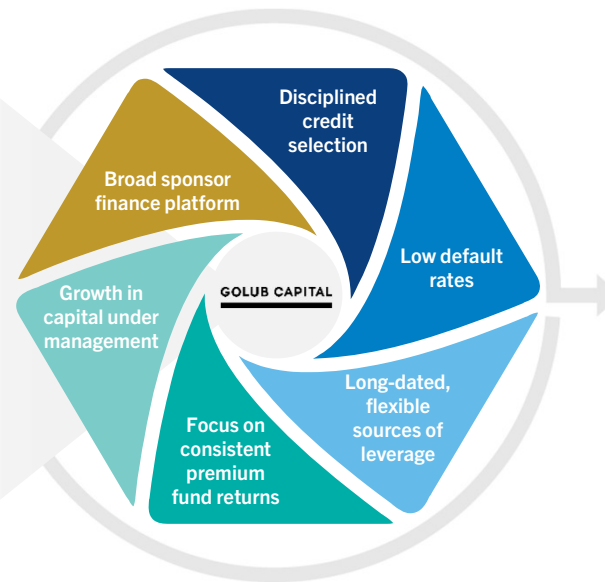 Disciplined
credit
selection
Broad sponsor
finance platform
Low default
rates
GOLUB CAPITAL
Growth in
capital under
management
Long-dated,
flexible
sources of
leverage
Focus on
consistent
premium
fund returns